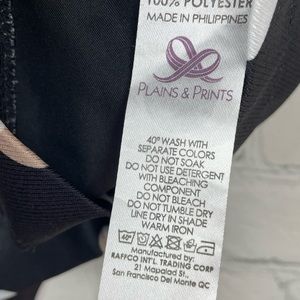 100% POLYESTER
MADE IN PHILIPPINES
PLAINS & PRINTS
40° WASH WITH
SEPARATE COLORS
DO NOT SOAK
DO NOT USE DETERGENT
WITH BLEACHING
COMPONENT
DO NOT BLEACH
DO NOT TUMBLE DRY
LINE DRY IN SHADE
WARM IRON
40°
RAFFCO INT'L TRADING CORP
21 Mapalad St.,
San Francisco Del Monte QC